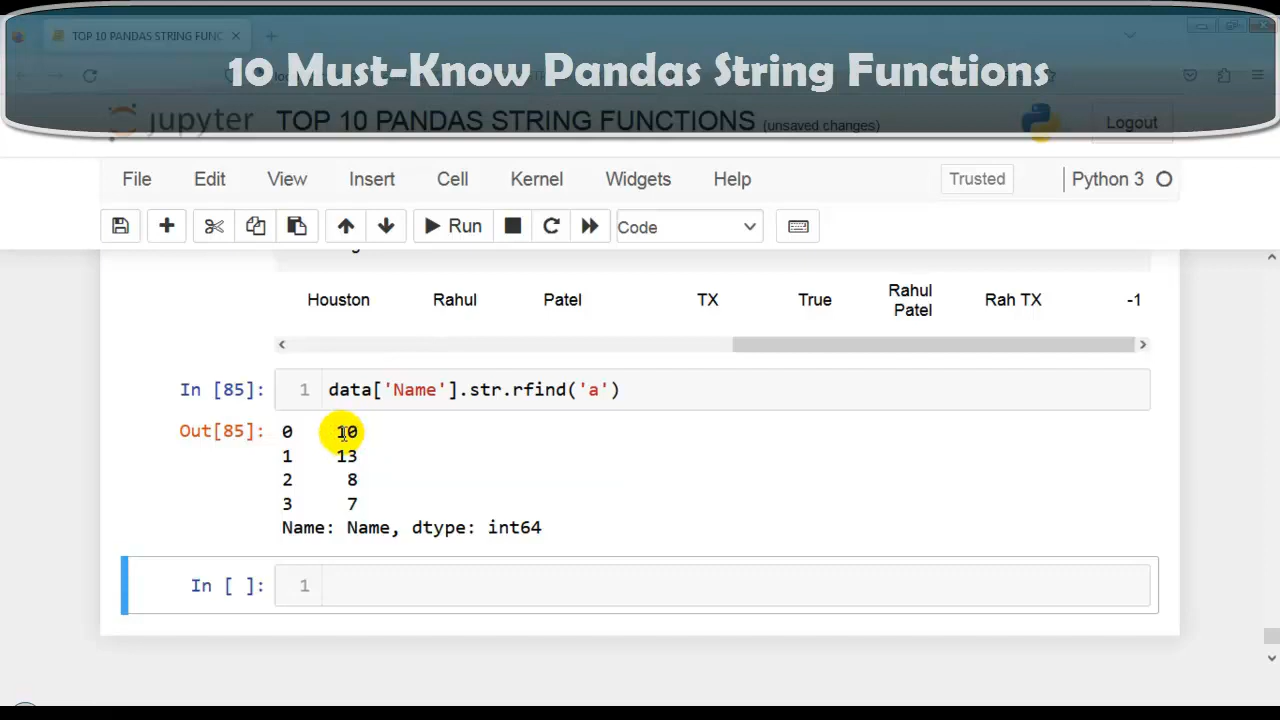 TOP 10 PANDAS STRING FUNC
10 Must-Know Pandas String Functions
jupyter TOP 10 PANDAS STRING FUNCTIONS (unsaved changes)
Logout
File Edit View Insert Cell Kernel Widgets Help Trusted Python 3
Run Code
Houston Rahul Patel TX True Rahul Patel Rah TX -1
In [85]: 1 data['Name'].str.rfind('a')
Out[85]: 0 10
1 13
2 8
3 7
Name: Name, dtype: int64
In [ ]: 1